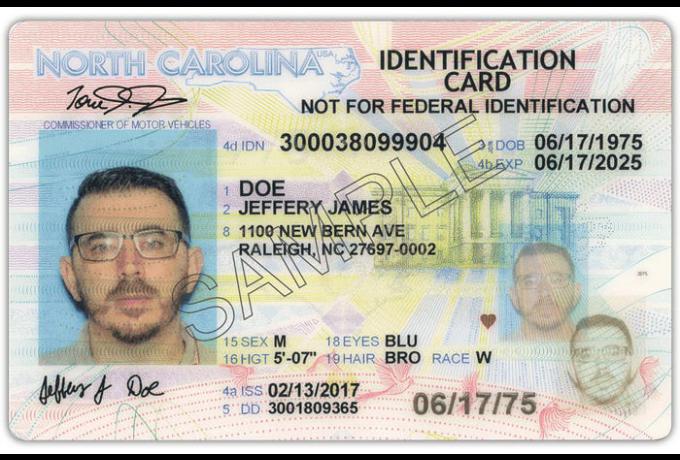 NORTH CAROLINA USA
IDENTIFICATION
CARD
NOT FOR FEDERAL IDENTIFICATION
COMMISSIONER OF MOTOR VEHICLES
4d IDN 300038099904
3 DOB 06/17/1975
4b EXP 06/17/2025
1 DOE
2 JEFFERY JAMES
8 1100 NEW BERN AVE
RALEIGH, NC 27697-0002
SAMPLE
15 SEX M 18 EYES BLU
16 HGT 5'-07" 19 HAIR BRO RACE W
4a ISS 02/13/2017
5 DD 3001809365
06/17/75
Jeffery J Doe